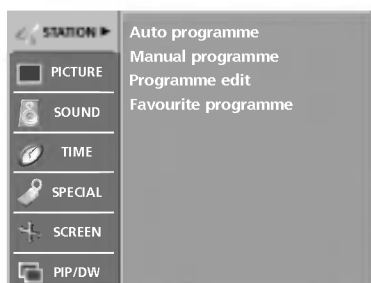 STATION ►
PICTURE
SOUND
TIME
SPECIAL
SCREEN
PIP/DW
Auto programme
Manual programme
Programme edit
Favourite programme